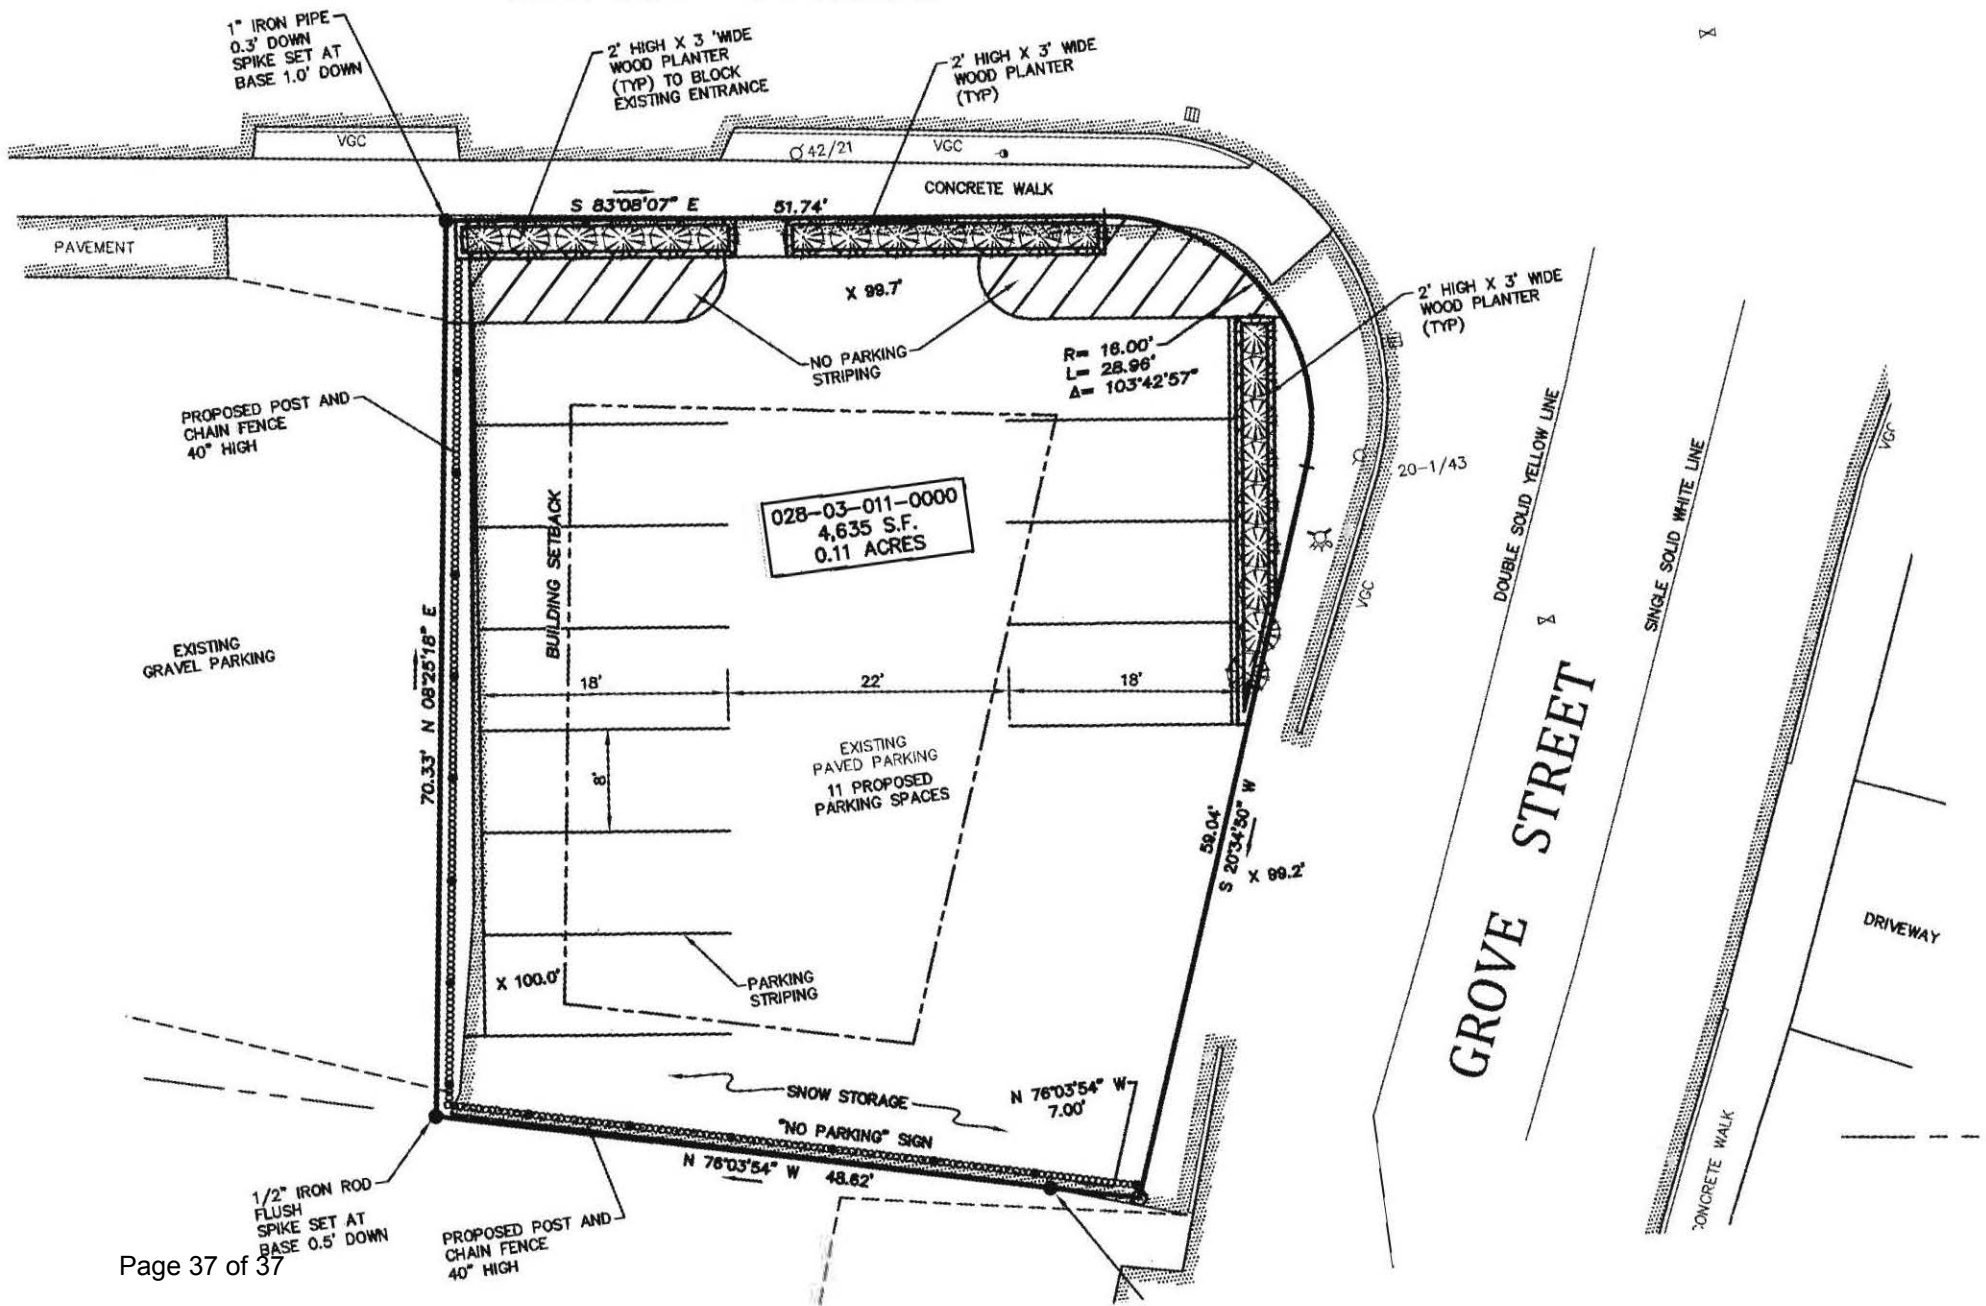 1" IRON PIPE
0.3' DOWN
SPIKE SET AT
BASE 1.0' DOWN
2' HIGH X 3 'WIDE
WOOD PLANTER
(TYP) TO BLOCK
EXISTING ENTRANCE
2' HIGH X 3' WIDE
WOOD PLANTER
(TYP)
VGC
42/21
VGC
CONCRETE WALK
S 83°08'07" E
51.74'
PAVEMENT
X 99.7'
2' HIGH X 3' WIDE
WOOD PLANTER
(TYP)
NO PARKING
STRIPING
R= 16.00'
L= 28.96'
Δ= 103°42'57"
PROPOSED POST AND
CHAIN FENCE
40" HIGH
028-03-011-0000
4,635 S.F.
0.11 ACRES
BUILDING SETBACK
20-1/43
VGC
DOUBLE SOLID YELLOW LINE
SINGLE SOLID WHITE LINE
VGC
EXISTING
GRAVEL PARKING
70.33' N 08°25'18" E
18'
22'
18'
8'
EXISTING
PAVED PARKING
11 PROPOSED
PARKING SPACES
59.04'
S 20°34'50" W
X 99.2'
GROVE STREET
DRIVEWAY
X 100.0'
PARKING
STRIPING
SNOW STORAGE
N 76°03'54" W
7.00'
"NO PARKING" SIGN
N 76°03'54" W 48.62'
CONCRETE WALK
1/2" IRON ROD
FLUSH
SPIKE SET AT
BASE 0.5' DOWN
PROPOSED POST AND
CHAIN FENCE
40" HIGH
Page 37 of 37